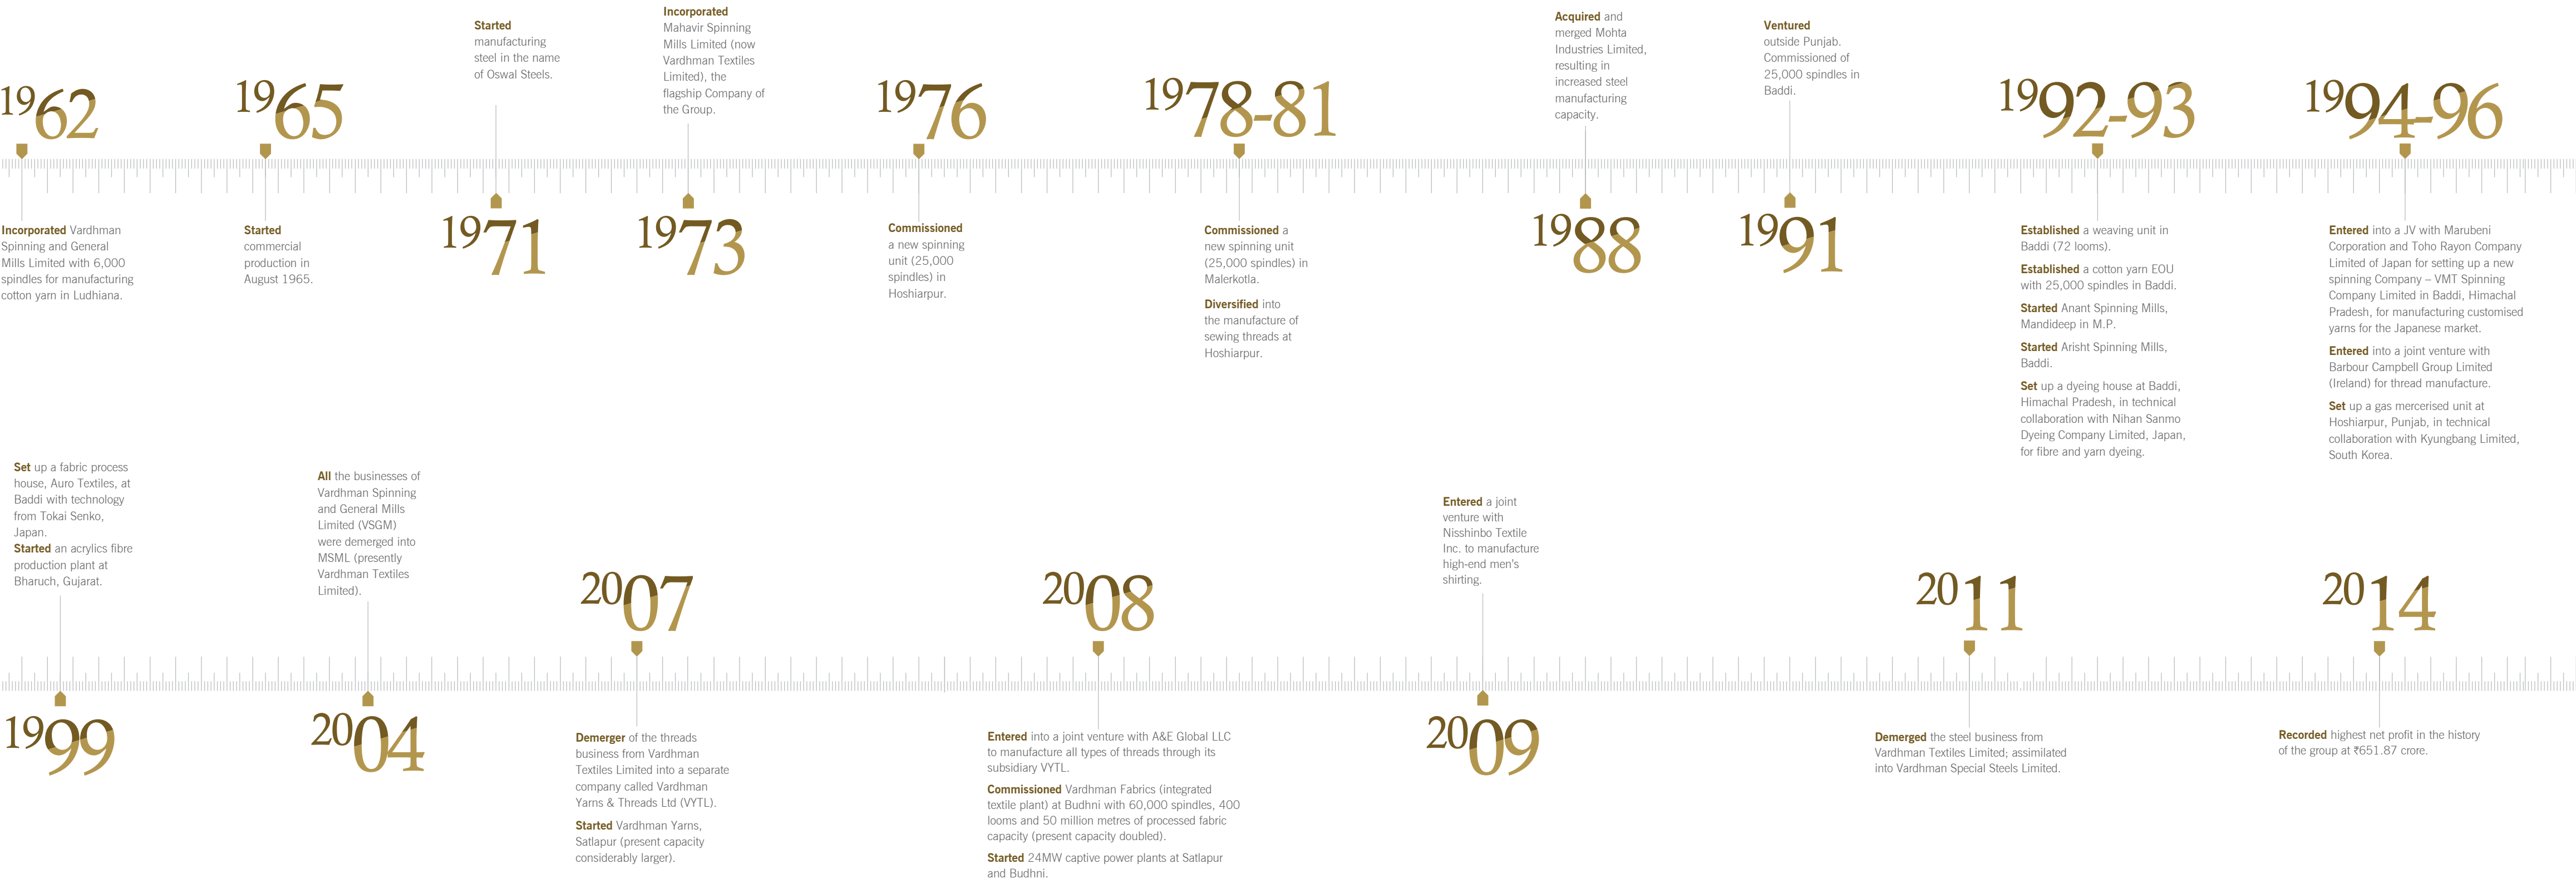 1962
Incorporated Vardhman
Spinning and General
Mills Limited with 6,000
spindles for manufacturing
cotton yarn in Ludhiana.
1965
Started
commercial
production in
August 1965.
Started
manufacturing
steel in the name
of Oswal Steels.
1971
Incorporated
Mahavir Spinning
Mills Limited (now
Vardhman Textiles
Limited), the
flagship Company of
the Group.
1973
1976
Commissioned
a new spinning
unit (25,000
spindles) in
Hoshiarpur.
1978-81
Commissioned a
new spinning unit
(25,000 spindles) in
Malerkotla.
Diversified into
the manufacture of
sewing threads at
Hoshiarpur.
Acquired and
merged Mohta
Industries Limited,
resulting in
increased steel
manufacturing
capacity.
1988
Ventured
outside Punjab.
Commissioned of
25,000 spindles in
Baddi.
1991
1992-93
Established a weaving unit in
Baddi (72 looms).
Established a cotton yarn EOU
with 25,000 spindles in Baddi.
Started Anant Spinning Mills,
Mandideep in M.P.
Started Arisht Spinning Mills,
Baddi.
Set up a dyeing house at Baddi,
Himachal Pradesh, in technical
collaboration with Nihan Sanmo
Dyeing Company Limited, Japan,
for fibre and yarn dyeing.
1994-96
Entered into a JV with Marubeni
Corporation and Toho Rayon Company
Limited of Japan for setting up a new
spinning Company – VMT Spinning
Company Limited in Baddi, Himachal
Pradesh, for manufacturing customised
yarns for the Japanese market.
Entered into a joint venture with
Barbour Campbell Group Limited
(Ireland) for thread manufacture.
Set up a gas mercerised unit at
Hoshiarpur, Punjab, in technical
collaboration with Kyungbang Limited,
South Korea.
Set up a fabric process
house, Auro Textiles, at
Baddi with technology
from Tokai Senko,
Japan.
Started an acrylics fibre
production plant at
Bharuch, Gujarat.
1999
All the businesses of
Vardhman Spinning
and General Mills
Limited (VSGM)
were demerged into
MSML (presently
Vardhman Textiles
Limited).
2004
2007
Demerger of the threads
business from Vardhman
Textiles Limited into a separate
company called Vardhman
Yarns & Threads Ltd (VYTL).
Started Vardhman Yarns,
Satlapur (present capacity
considerably larger).
2008
Entered into a joint venture with A&E Global LLC
to manufacture all types of threads through its
subsidiary VYTL.
Commissioned Vardhman Fabrics (integrated
textile plant) at Budhni with 60,000 spindles, 400
looms and 50 million metres of processed fabric
capacity (present capacity doubled).
Started 24MW captive power plants at Satlapur
and Budhni.
Entered a joint
venture with
Nisshinbo Textile
Inc. to manufacture
high-end men's
shirting.
2009
2011
Demerged the steel business from
Vardhman Textiles Limited; assimilated
into Vardhman Special Steels Limited.
2014
Recorded highest net profit in the history
of the group at ₹651.87 crore.